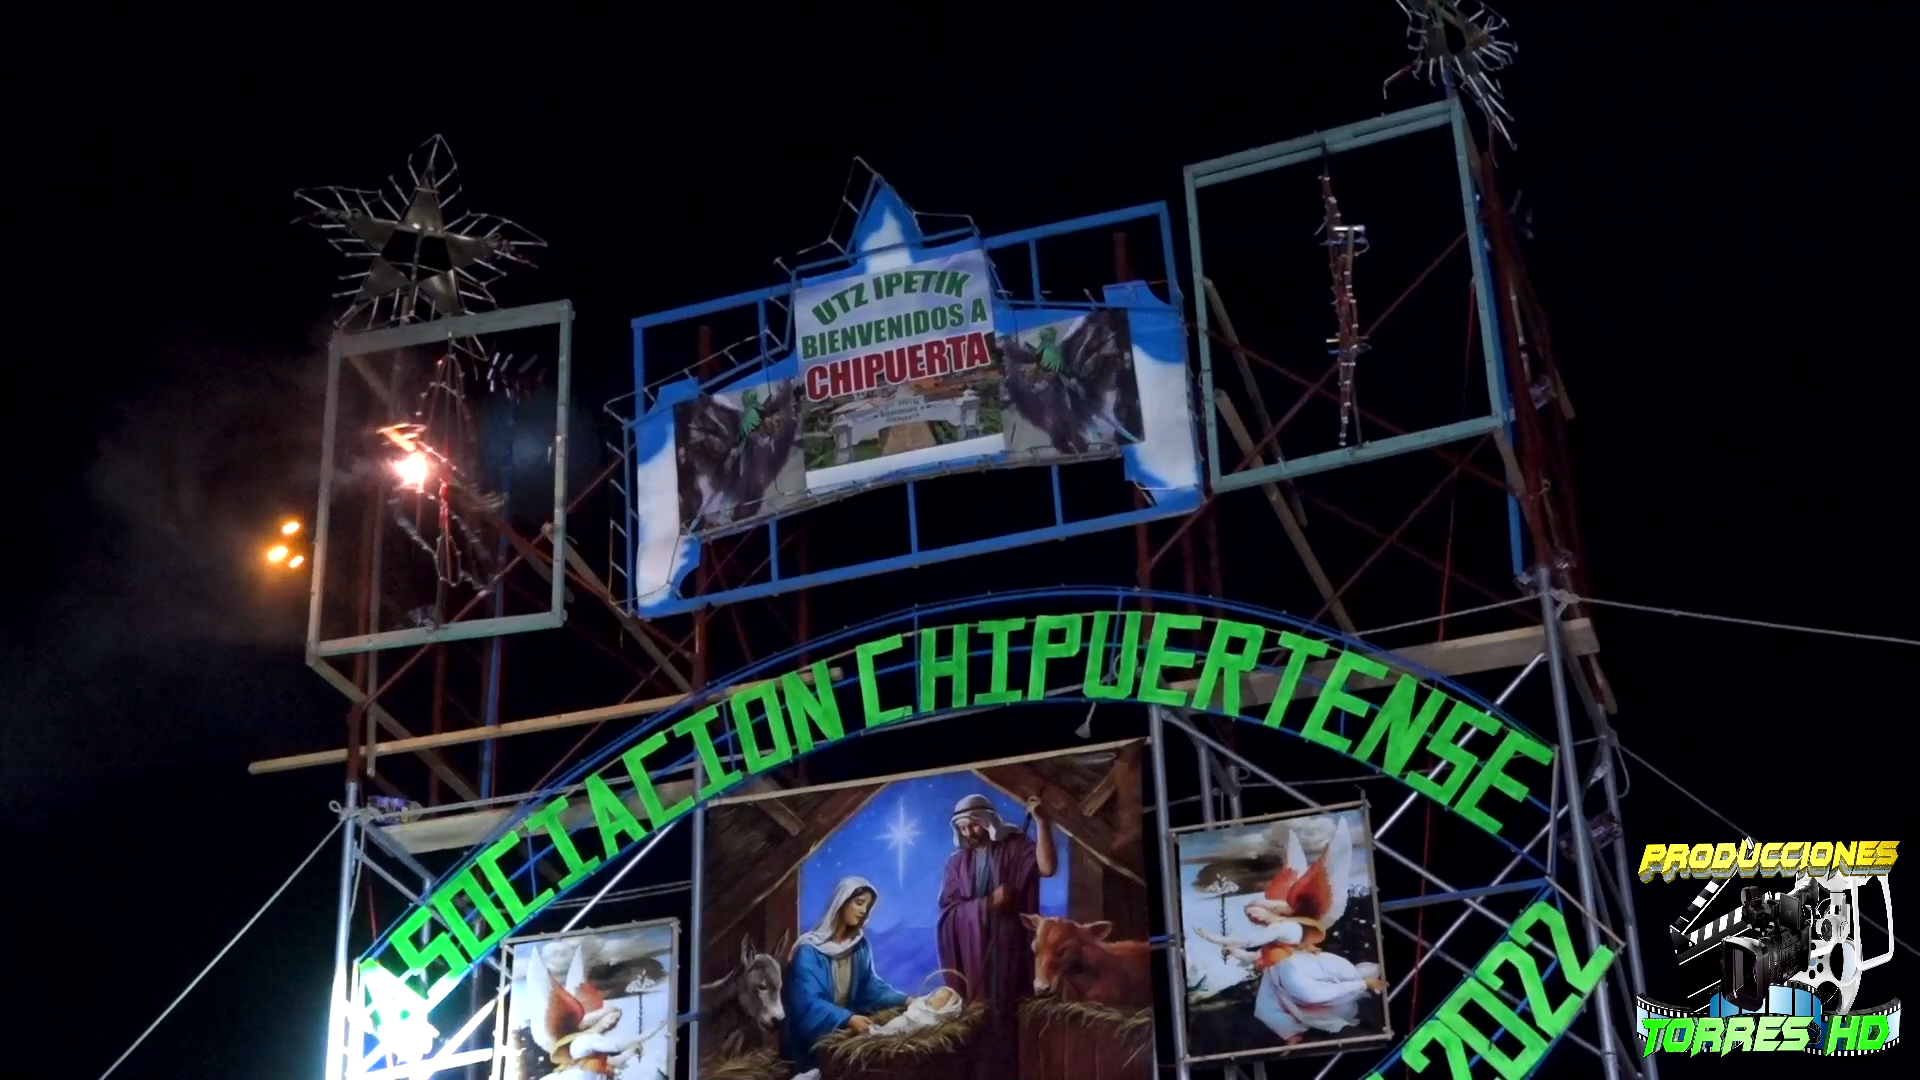 UTZ IPETIK
BIENVENIDOS A
CHIPUERTA
ASOCIACION CHIPUERTENSE
2022
PRODUCCIONES
TORRES HD